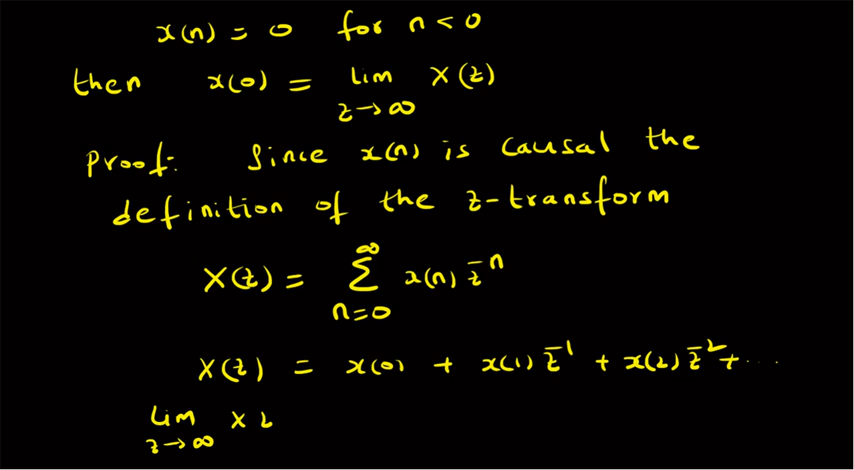 x(n) = 0 for n < 0
then x(0) = lim X(z)
z→∞
Proof: Since x(n) is causal the
definition of the z-transform
X(z) = ∑ x(n) z⁻ⁿ
∞
n=0
X(z) = x(0) + x(1) z⁻¹ + x(2) z⁻² + ....
Lim X z
z→∞